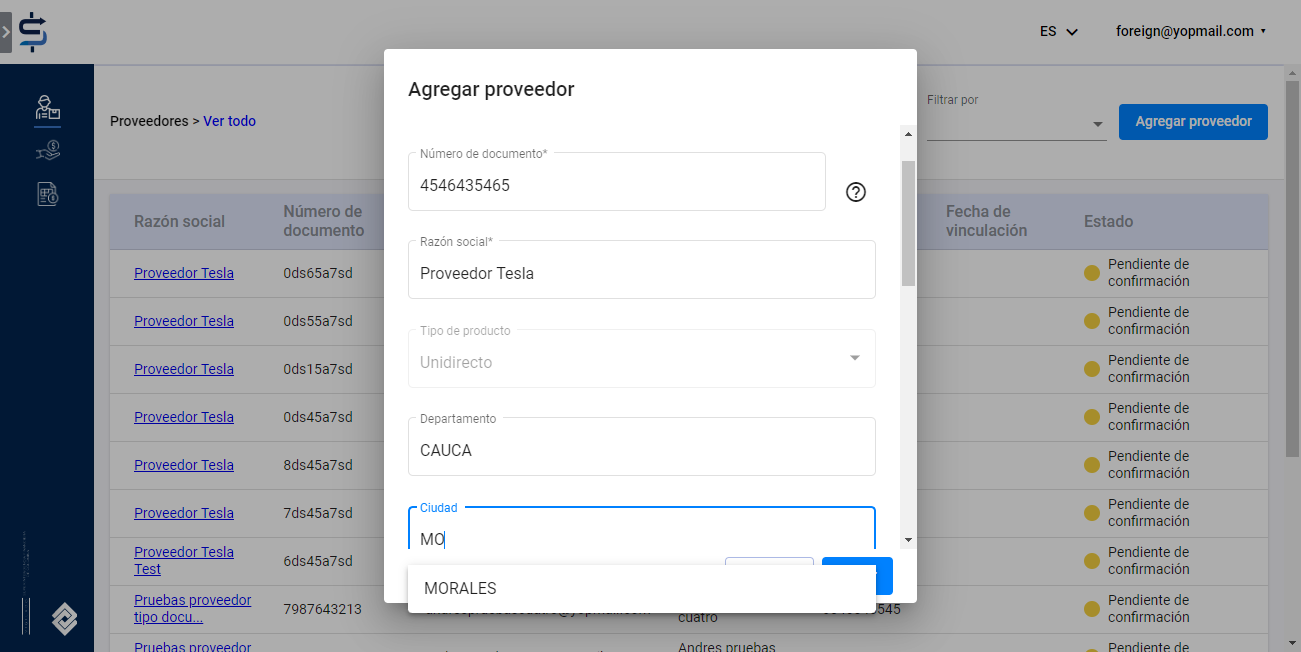 ES
foreign@yopmail.com
Proveedores > Ver todo
Filtrar por
Agregar proveedor
Razón social
Número de
documento
Fecha de
vinculación
Estado
Proveedor Tesla
0ds65a7sd
Pendiente de
confirmación
Proveedor Tesla
0ds55a7sd
Pendiente de
confirmación
Proveedor Tesla
0ds15a7sd
Pendiente de
confirmación
Proveedor Tesla
0ds45a7sd
Pendiente de
confirmación
Proveedor Tesla
8ds45a7sd
Pendiente de
confirmación
Proveedor Tesla
7ds45a7sd
Pendiente de
confirmación
Proveedor Tesla
Test
6ds45a7sd
Pendiente de
confirmación
Pruebas proveedor
tipo docu...
7987643213
cuatro
Pendiente de
confirmación
Pruebas proveedor
Andres pruebas
Pendiente de
Agregar proveedor
Número de documento*
4546435465
Razón social*
Proveedor Tesla
Tipo de producto
Unidirecto
Departamento
CAUCA
Ciudad
MO
MORALES